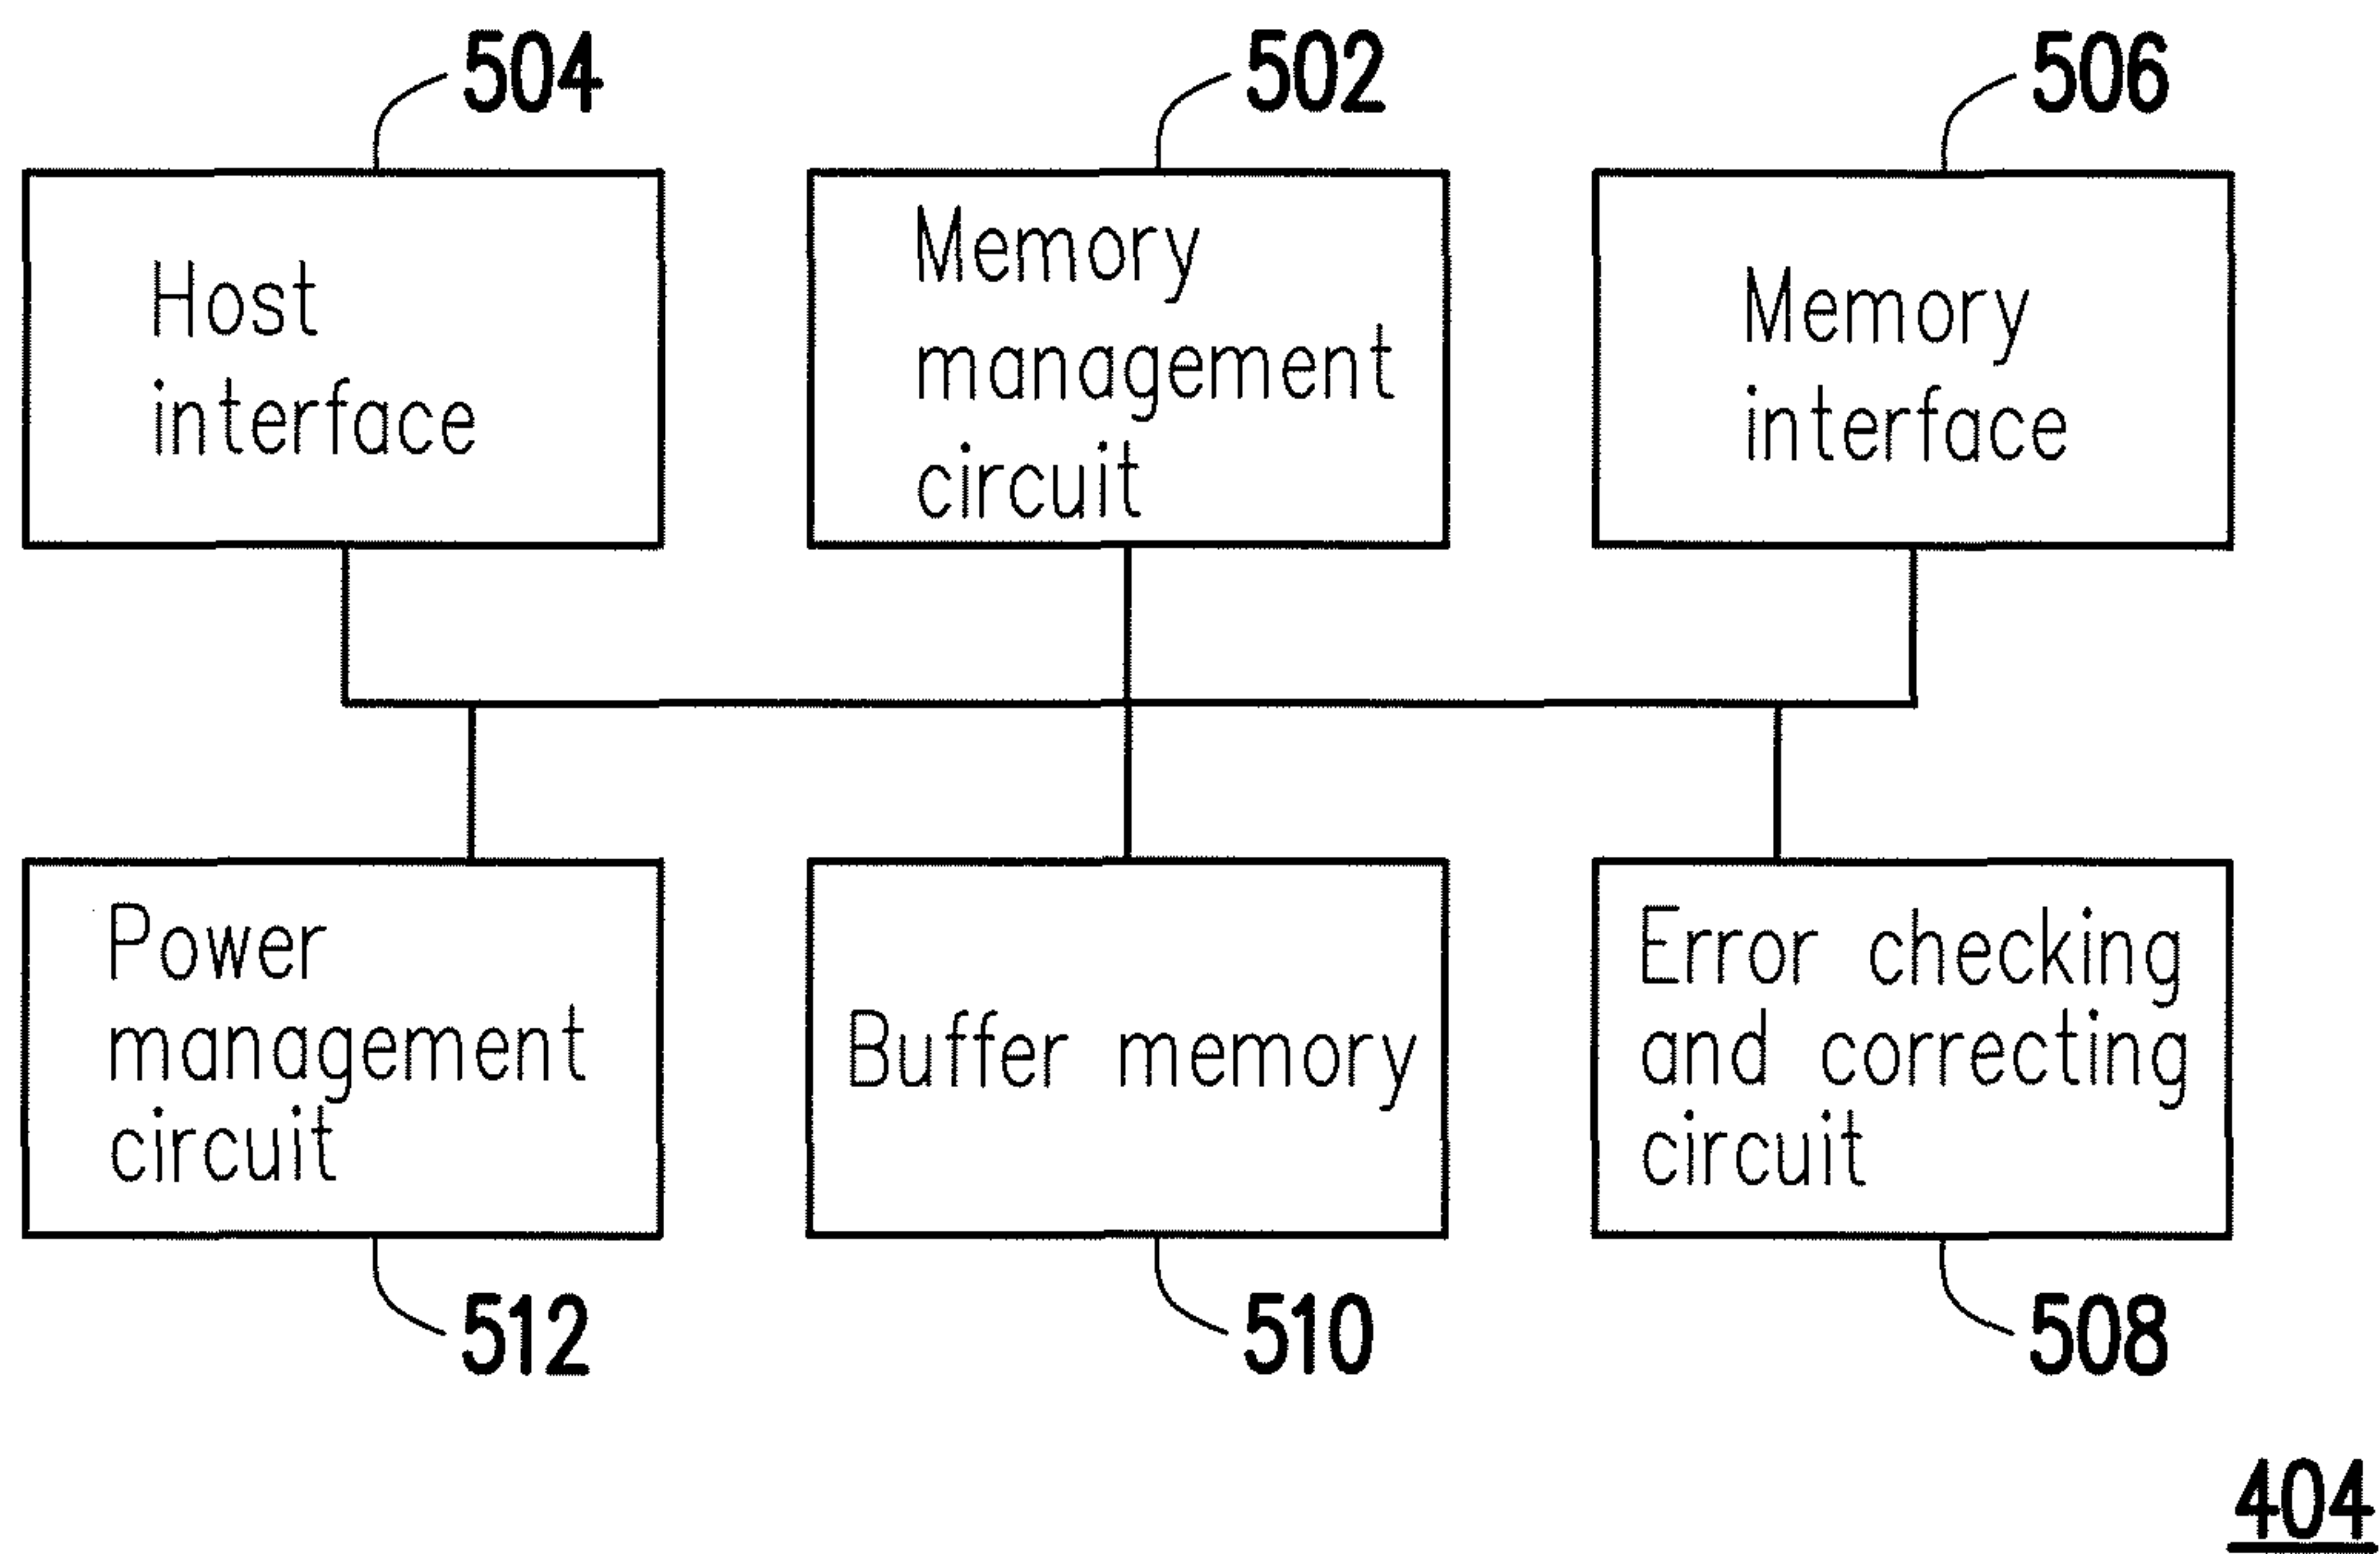 504
502
506
Host
interface
Memory
management
circuit
Memory
interface
Power
management
circuit
Buffer memory
Error checking
and correcting
circuit
512
510
508
404